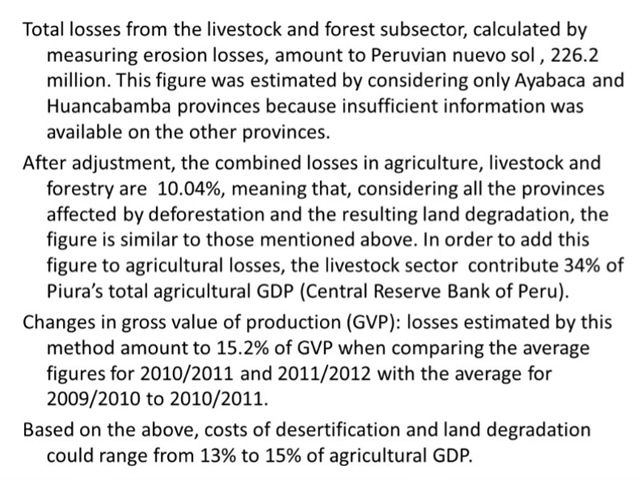 Total losses from the livestock and forest subsector, calculated by
measuring erosion losses, amount to Peruvian nuevo sol , 226.2
million. This figure was estimated by considering only Ayabaca and
Huancabamba provinces because insufficient information was
available on the other provinces.
After adjustment, the combined losses in agriculture, livestock and
forestry are 10.04%, meaning that, considering all the provinces
affected by deforestation and the resulting land degradation, the
figure is similar to those mentioned above. In order to add this
figure to agricultural losses, the livestock sector contribute 34% of
Piura’s total agricultural GDP (Central Reserve Bank of Peru).
Changes in gross value of production (GVP): losses estimated by this
method amount to 15.2% of GVP when comparing the average
figures for 2010/2011 and 2011/2012 with the average for
2009/2010 to 2010/2011.
Based on the above, costs of desertification and land degradation
could range from 13% to 15% of agricultural GDP.